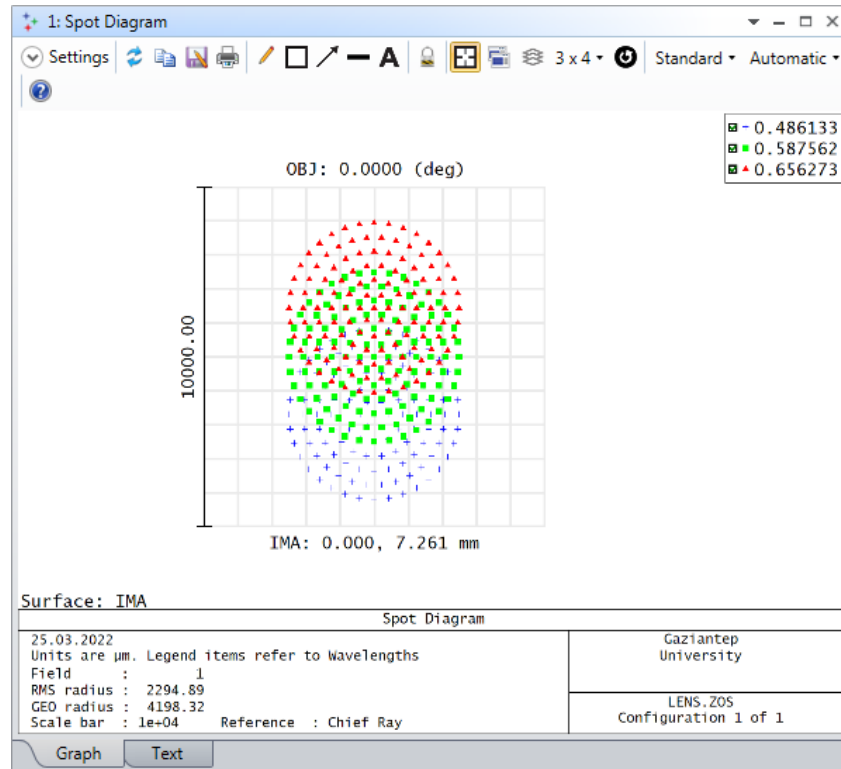 1: Spot Diagram
Settings
A
3 x 4
Standard
Automatic
0.486133
0.587562
0.656273
OBJ: 0.0000 (deg)
10000.00
IMA: 0.000, 7.261 mm
Surface: IMA
Spot Diagram
25.03.2022
Units are µm. Legend items refer to Wavelengths
Field : 1
RMS radius : 2294.89
GEO radius : 4198.32
Scale bar : 1e+04 Reference : Chief Ray
Gaziantep
University
LENS.ZOS
Configuration 1 of 1
Graph Text